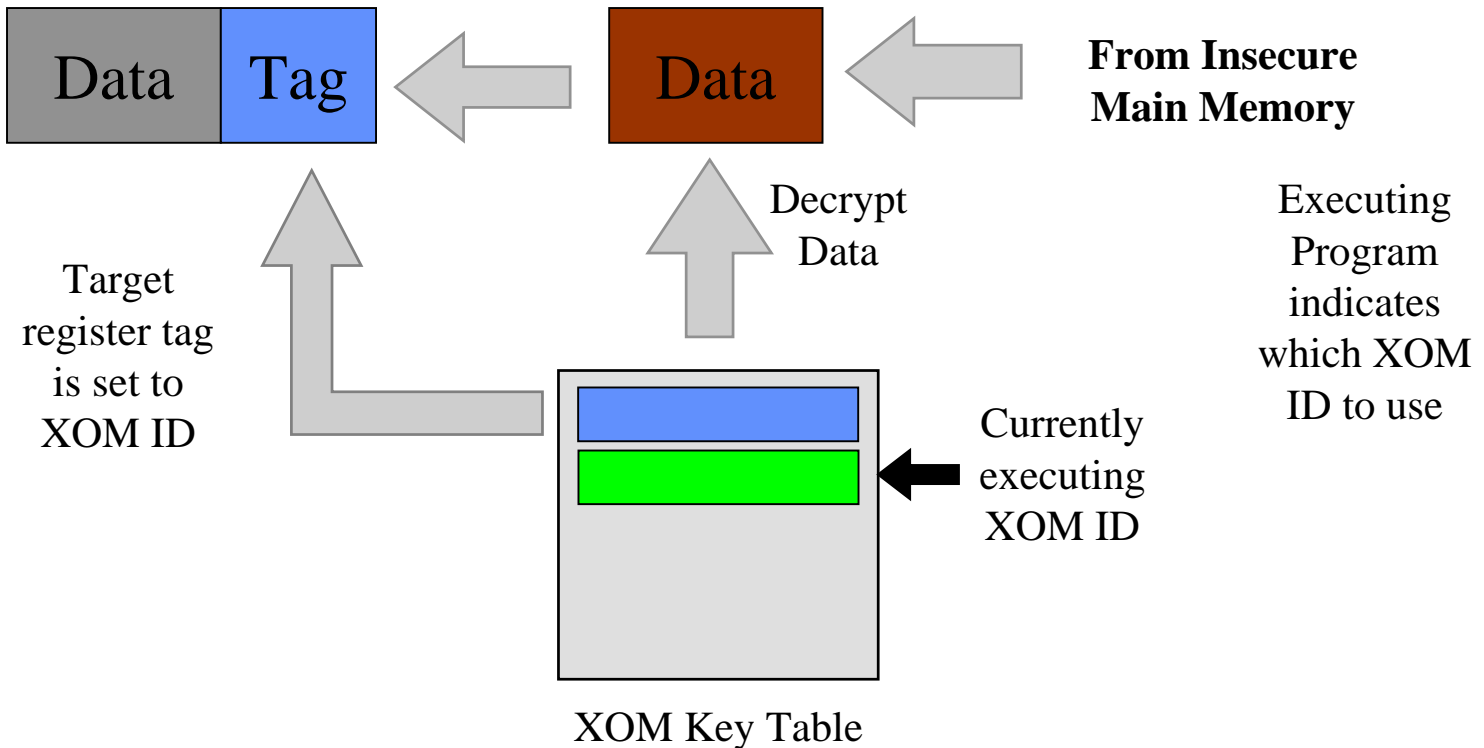 Data
Tag
Data
From Insecure
Main Memory
Decrypt
Data
Executing
Program
indicates
which XOM
ID to use
Target
register tag
is set to
XOM ID
Currently
executing
XOM ID
XOM Key Table